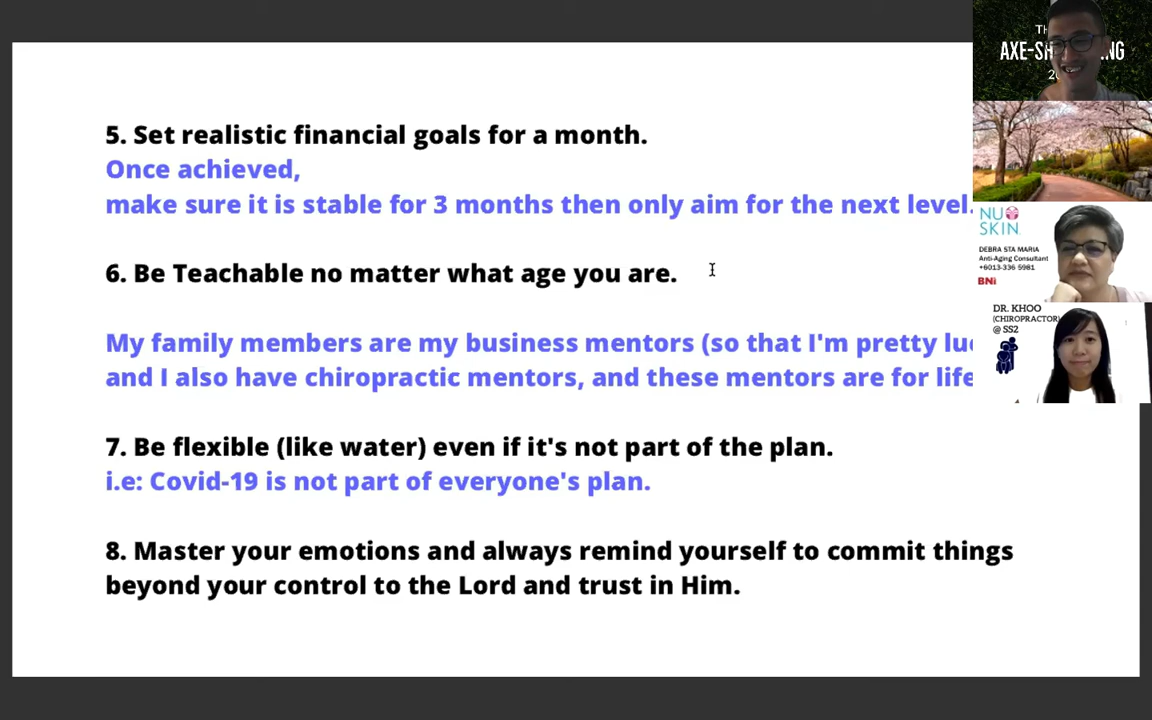 5. Set realistic financial goals for a month.
Once achieved,
make sure it is stable for 3 months then only aim for the next level.
6. Be Teachable no matter what age you are.
My family members are my business mentors (so that I'm pretty
and I also have chiropractic mentors, and these mentors are for life
7. Be flexible (like water) even if it's not part of the plan.
i.e: Covid-19 is not part of everyone's plan.
8. Master your emotions and always remind yourself to commit things
beyond your control to the Lord and trust in Him.
NU
SKIN
DEBRA STA MARIA
Anti-Aging Consultant
+6013-336 5981
BNI
DR. KHOO
(CHIROPRACTOR)
@ SS2